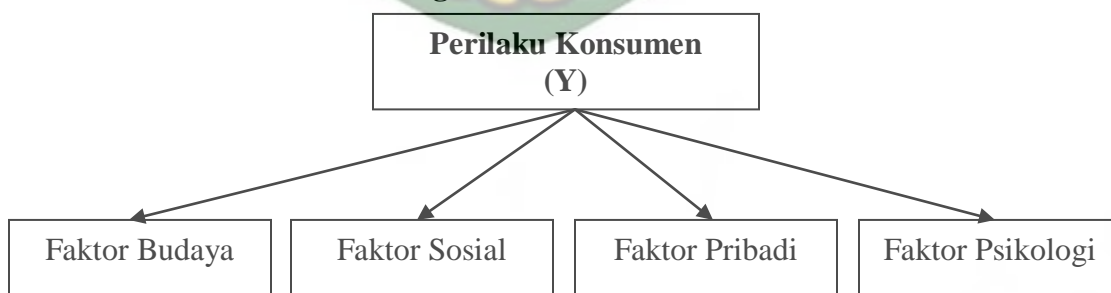 Perilaku Konsumen
(Y)
Faktor Budaya
Faktor Sosial
Faktor Pribadi
Faktor Psikologi